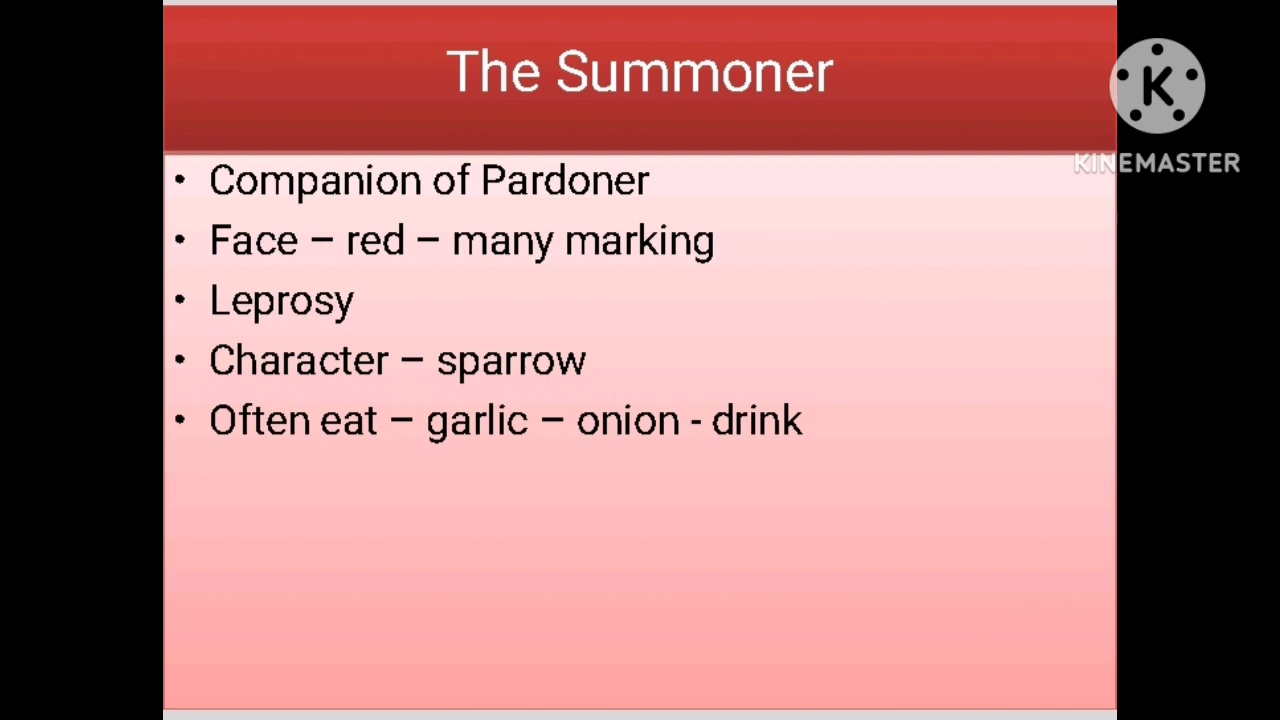 The Summoner
K
KINEMASTER
• Companion of Pardoner
• Face – red – many marking
• Leprosy
• Character – sparrow
• Often eat – garlic – onion - drink